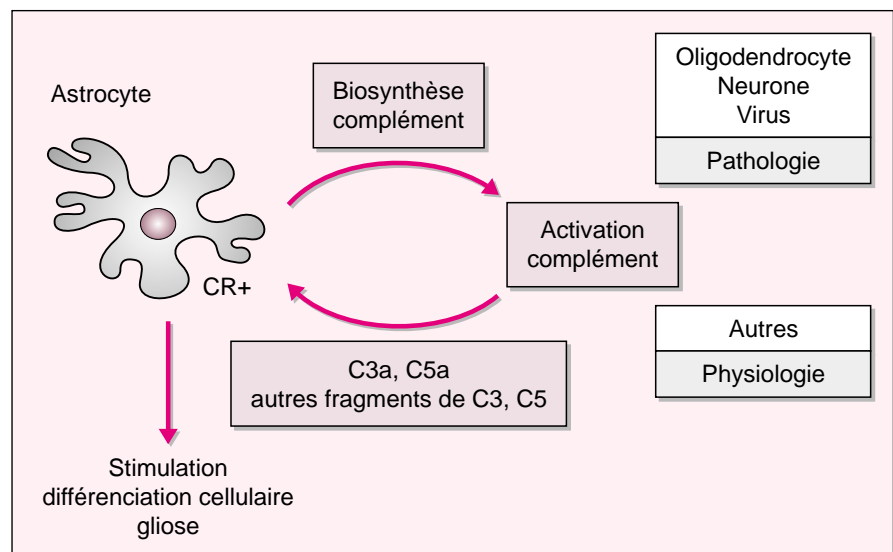 Astrocyte
CR+
Biosynthèse
complément
Activation
complément
C3a, C5a
autres fragments de C3, C5
Stimulation
différenciation cellulaire
gliose
Oligodendrocyte
Neurone
Virus
Pathologie
Autres
Physiologie